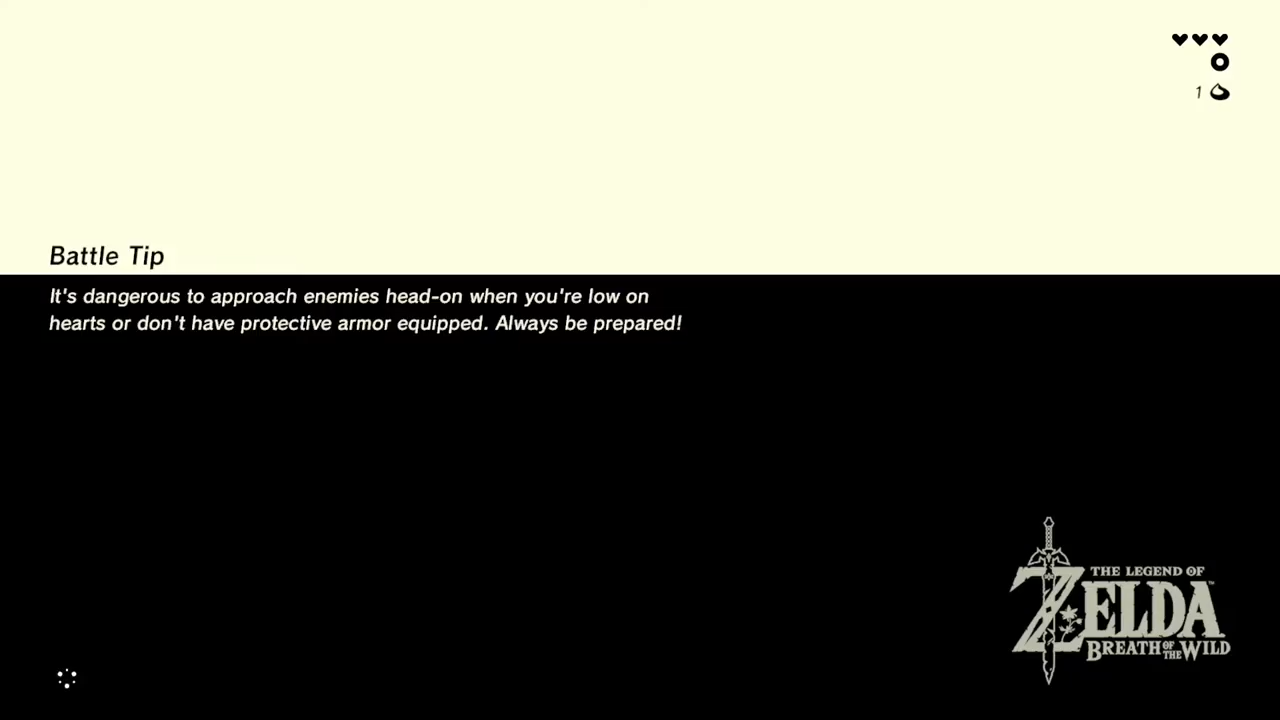 1
Battle Tip
It's dangerous to approach enemies head-on when you're low on
hearts or don't have protective armor equipped. Always be prepared!
THE LEGEND OF
ZELDA
BREATH OF THE WILD